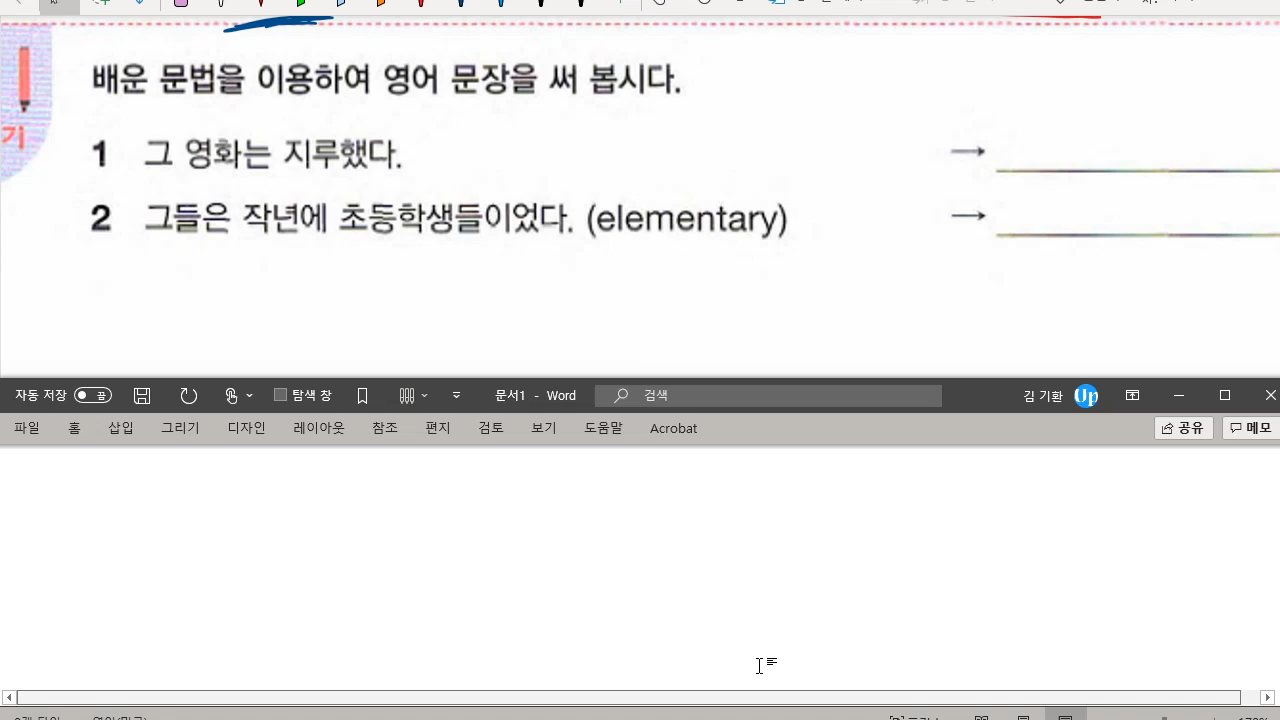 배운 문법을 이용하여 영어 문장을 써 봅시다.
기
1 그 영화는 지루했다. →
2 그들은 작년에 초등학생들이었다. (elementary) →
자동 저장 끔 탐색 창 문서1 - Word 검색 김 기환 Up
파일 홈 삽입 그리기 디자인 레이아웃 참조 편지 검토 보기 도움말 Acrobat 공유 메모